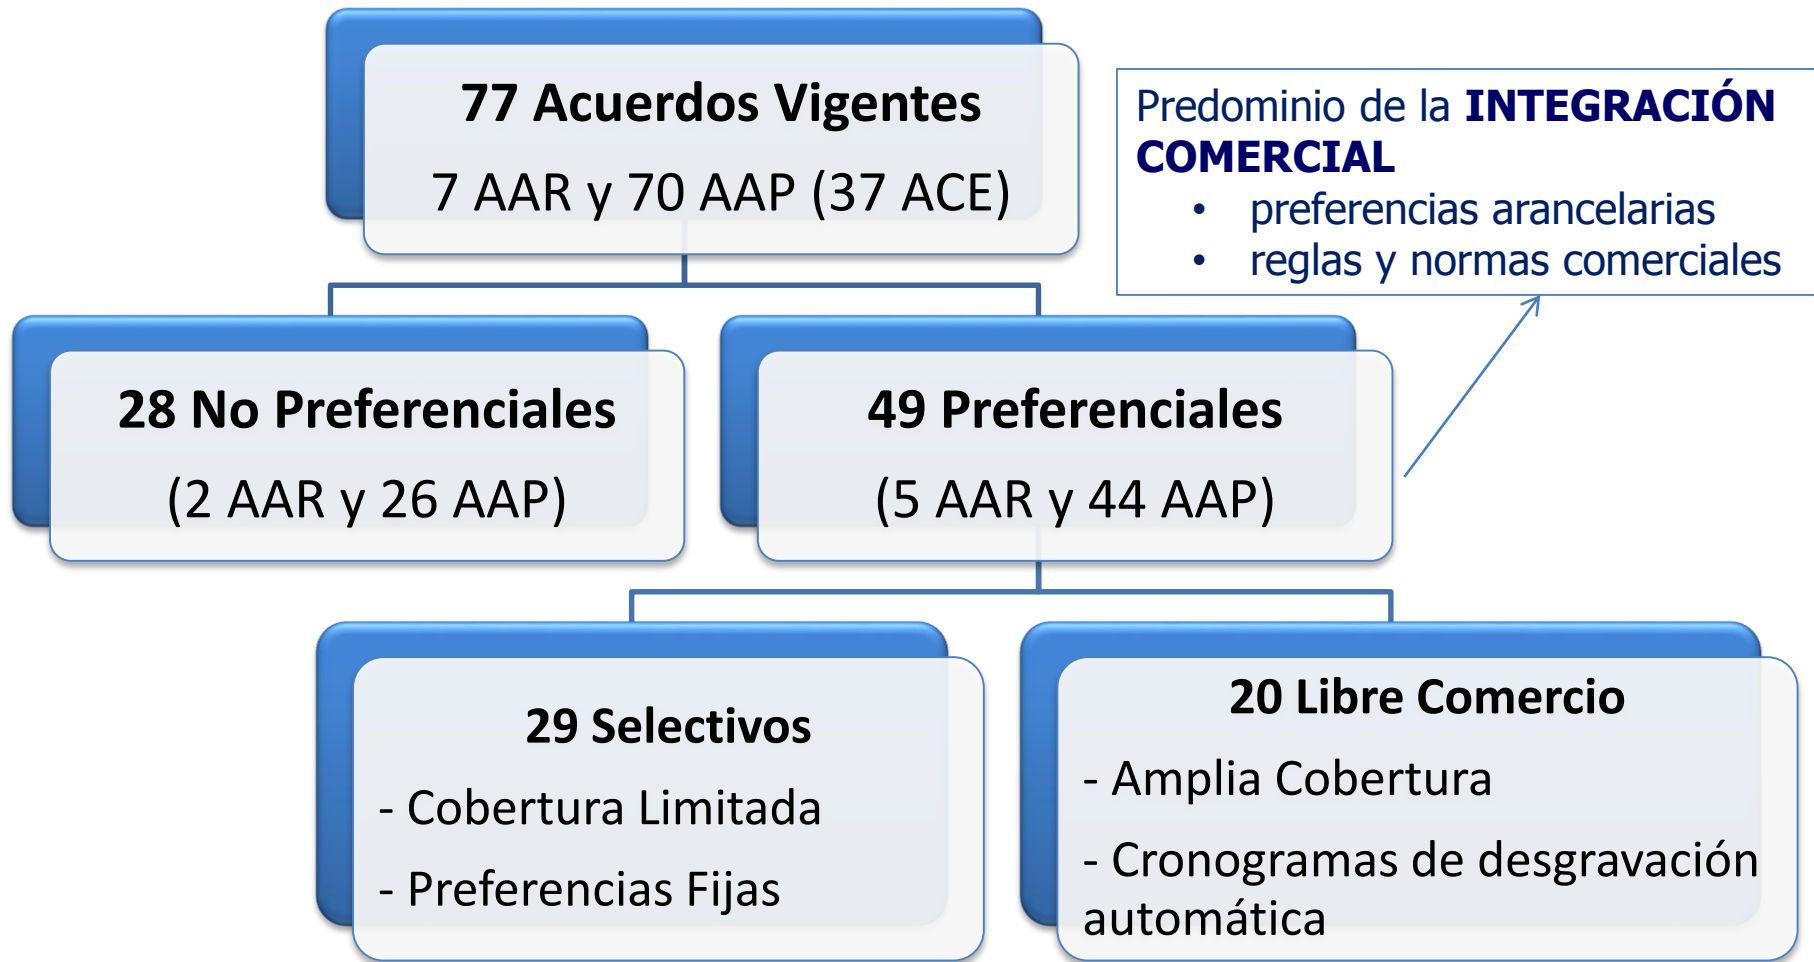 77 Acuerdos Vigentes
7 AAR y 70 AAP (37 ACE)
Predominio de la INTEGRACIÓN
COMERCIAL
• preferencias arancelarias
• reglas y normas comerciales
28 No Preferenciales
(2 AAR y 26 AAP)
49 Preferenciales
(5 AAR y 44 AAP)
29 Selectivos
- Cobertura Limitada
- Preferencias Fijas
20 Libre Comercio
- Amplia Cobertura
- Cronogramas de desgravación
automática